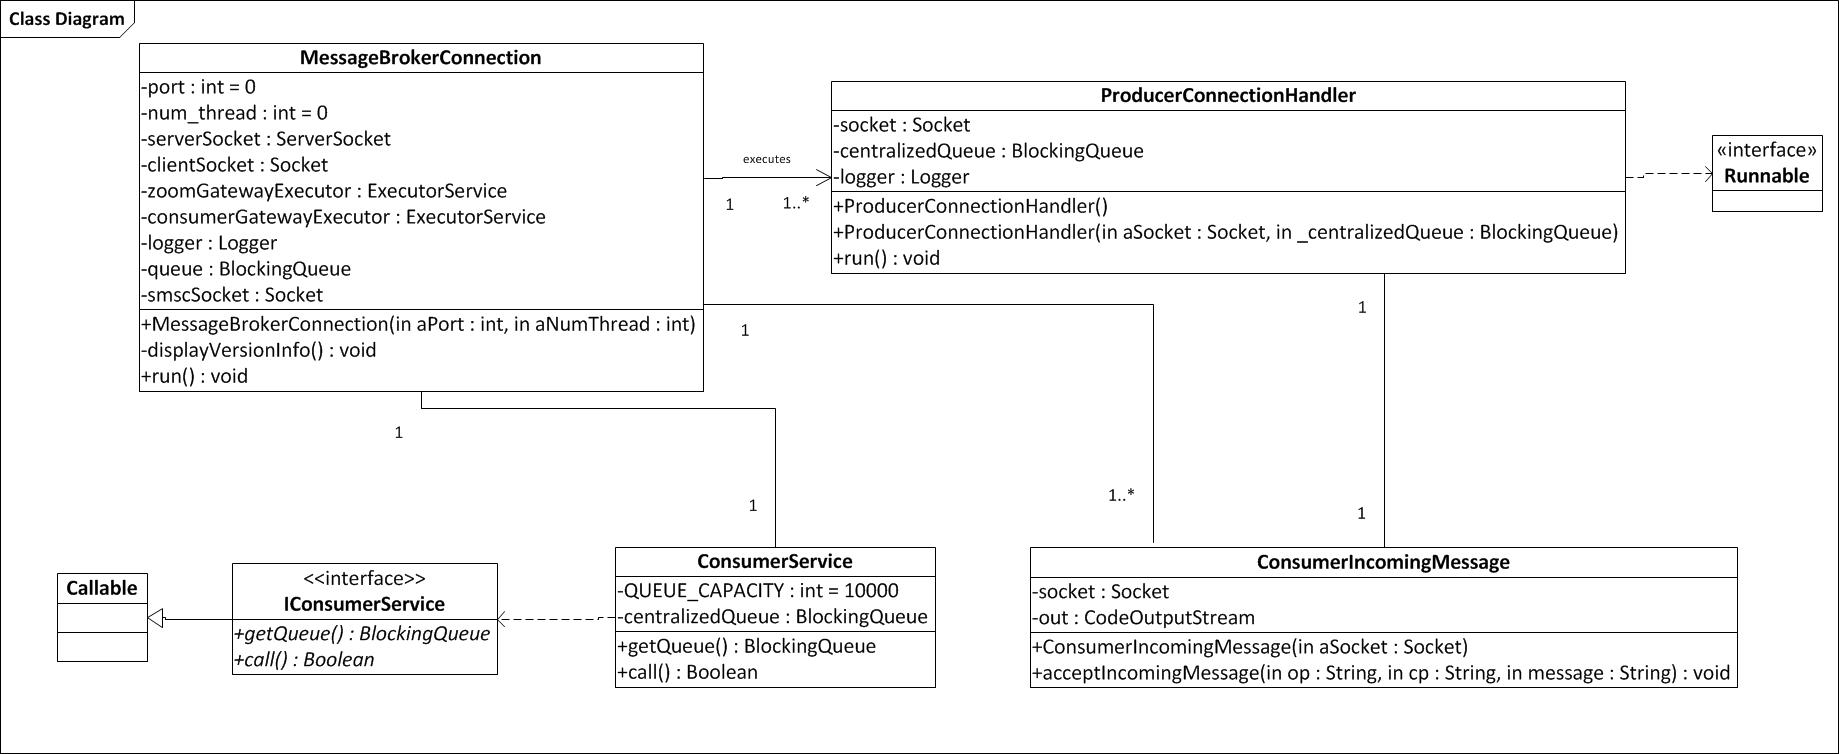 Class Diagram
MessageBrokerConnection
-port : int = 0
-num_thread : int = 0
-serverSocket : ServerSocket
-clientSocket : Socket
-zoomGatewayExecutor : ExecutorService
-consumerGatewayExecutor : ExecutorService
-logger : Logger
-queue : BlockingQueue
-smscSocket : Socket
+MessageBrokerConnection(in aPort : int, in aNumThread : int)
-displayVersionInfo() : void
+run() : void
executes
1
1..*
ProducerConnectionHandler
-socket : Socket
-centralizedQueue : BlockingQueue
-logger : Logger
+ProducerConnectionHandler()
+ProducerConnectionHandler(in aSocket : Socket, in _centralizedQueue : BlockingQueue)
+run() : void
«interface»
Runnable
1
1
1
1
1..*
1
Callable
<<interface>>
IConsumerService
+getQueue() : BlockingQueue
+call() : Boolean
ConsumerService
-QUEUE_CAPACITY : int = 10000
-centralizedQueue : BlockingQueue
+getQueue() : BlockingQueue
+call() : Boolean
ConsumerIncomingMessage
-socket : Socket
-out : CodeOutputStream
+ConsumerIncomingMessage(in aSocket : Socket)
+acceptIncomingMessage(in op : String, in cp : String, in message : String) : void